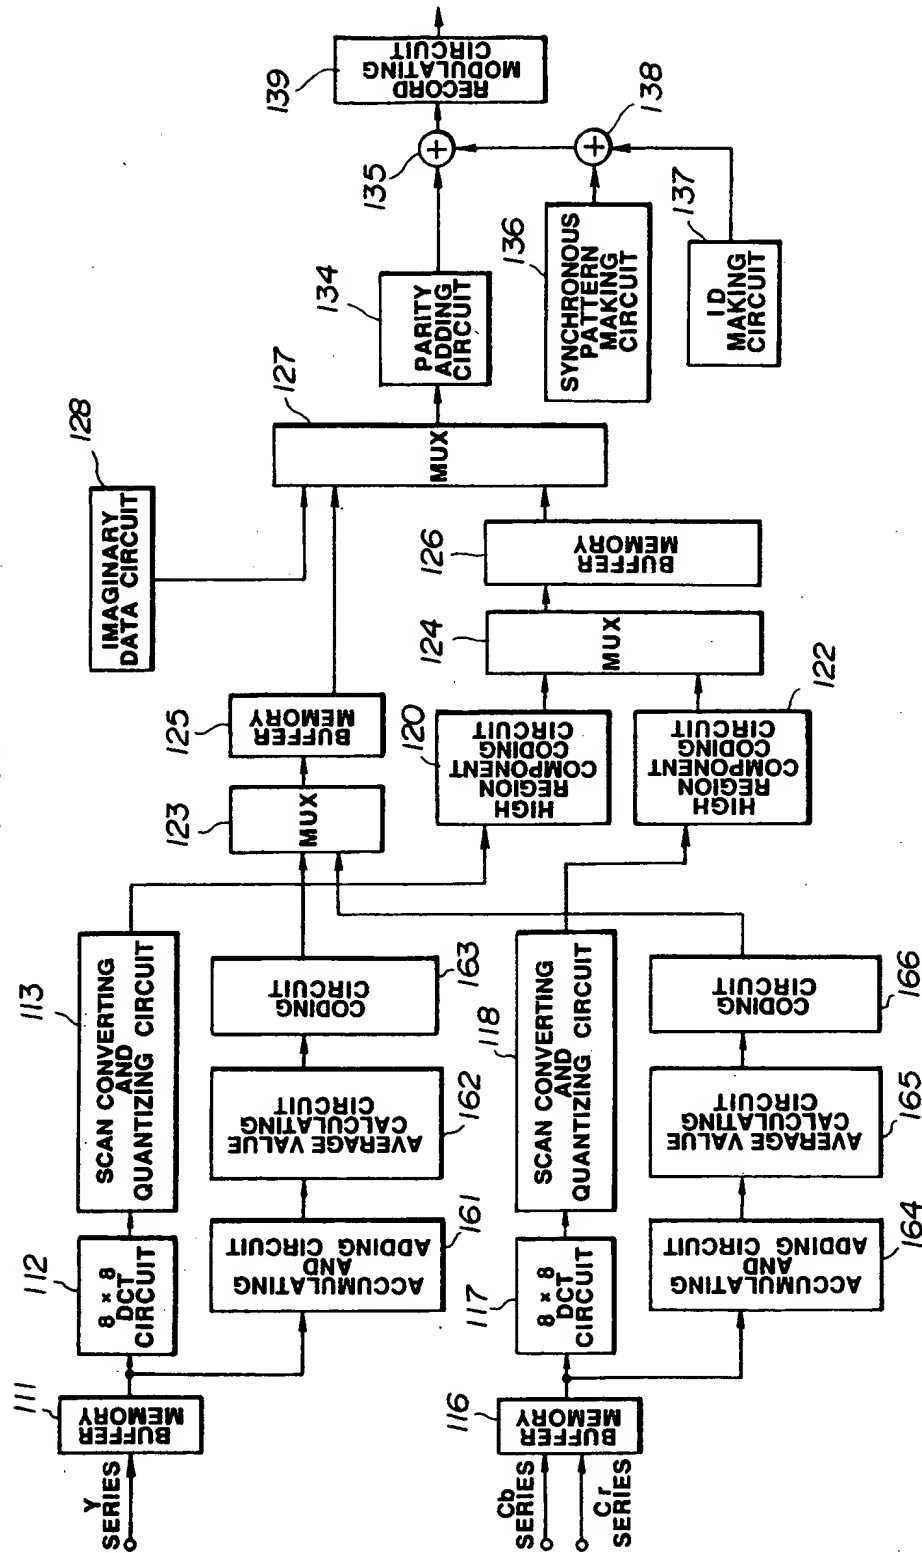 Y
SERIES
111
BUFFER
MEMORY
112
8 × 8
DCT
CIRCUIT
113
SCAN CONVERTING
AND
QUANTIZING CIRCUIT
161
ACCUMULATING
AND
ADDING CIRCUIT
162
AVERAGE VALUE
CALCULATING
CIRCUIT
163
CODING
CIRCUIT
123
MUX
125
BUFFER
MEMORY
128
IMAGINARY
DATA CIRCUIT
Cb
SERIES
Cr
SERIES
116
BUFFER
MEMORY
117
8 × 8
DCT
CIRCUIT
118
SCAN CONVERTING
AND
QUANTIZING CIRCUIT
164
ACCUMULATING
AND
ADDING CIRCUIT
165
AVERAGE VALUE
CALCULATING
CIRCUIT
166
CODING
CIRCUIT
120
HIGH
REGION
COMPONENT
CODING
CIRCUIT
122
HIGH
REGION
COMPONENT
CODING
CIRCUIT
124
MUX
126
BUFFER
MEMORY
127
MUX
134
PARITY
ADDING
CIRCUIT
135
+
136
SYNCHRONOUS
PATTERN
MAKING
CIRCUIT
137
ID
MAKING
CIRCUIT
138
+
139
RECORD
MODULATING
CIRCUIT